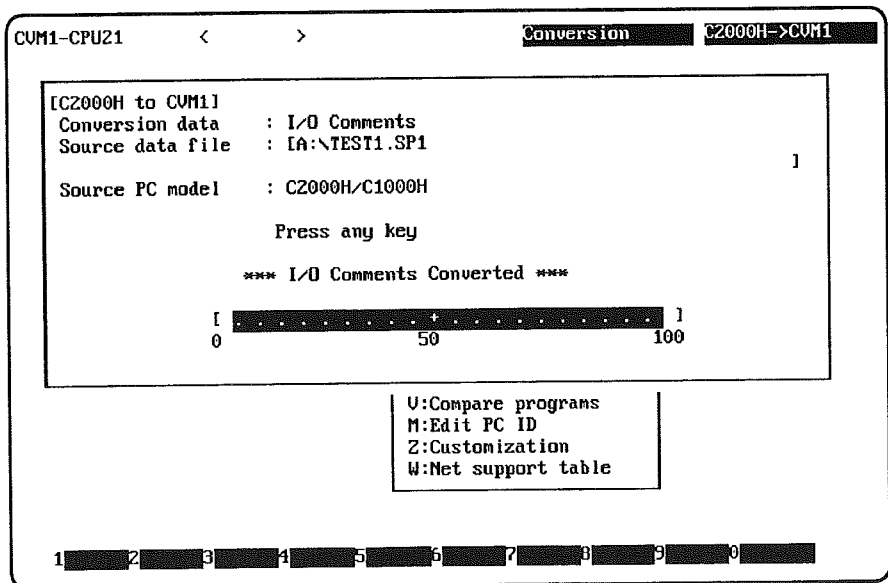 CVM1-CPU21 < > Conversion C2000H->CVM1
[C2000H to CVM1]
Conversion data : I/O Comments
Source data file : [A:\TEST1.SP1
]
Source PC model : C2000H/C1000H
Press any key
*** I/O Comments Converted ***
[ . . . . . . . . . + . . . . . . . . . . ]
0 50 100
V:Compare programs
M:Edit PC ID
Z:Customization
W:Net support table
1 2 3 4 5 6 7 8 9 0